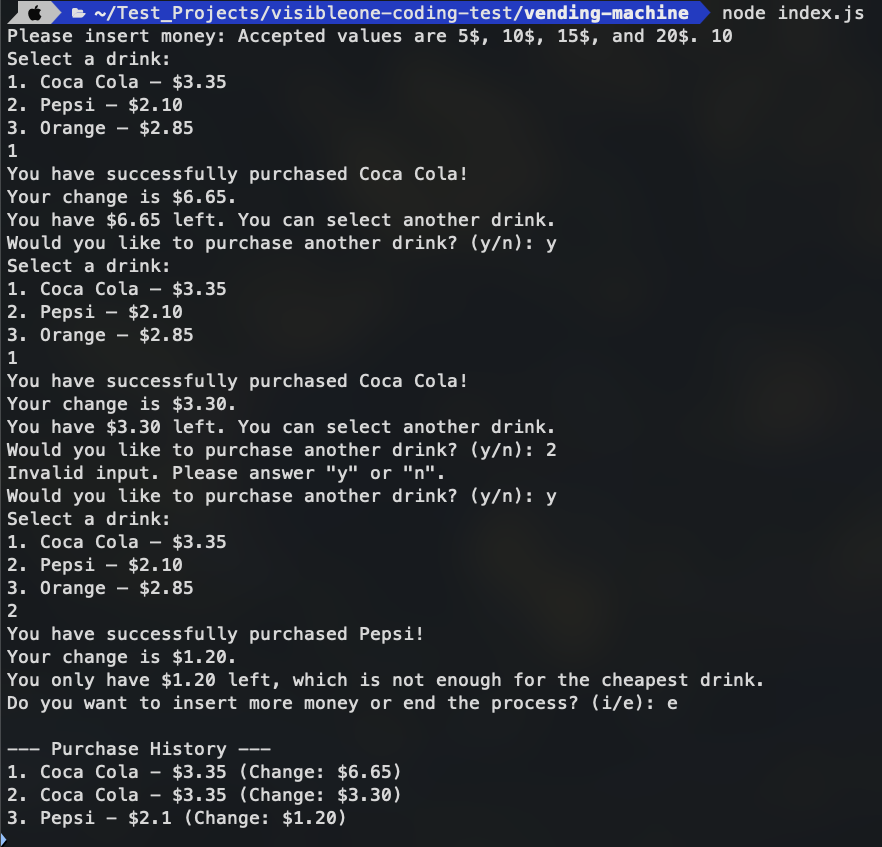 ~/Test_Projects/visibleone-coding-test/vending-machine node index.js
Please insert money: Accepted values are 5$, 10$, 15$, and 20$. 10
Select a drink:
1. Coca Cola – $3.35
2. Pepsi – $2.10
3. Orange – $2.85
1
You have successfully purchased Coca Cola!
Your change is $6.65.
You have $6.65 left. You can select another drink.
Would you like to purchase another drink? (y/n): y
Select a drink:
1. Coca Cola – $3.35
2. Pepsi – $2.10
3. Orange – $2.85
1
You have successfully purchased Coca Cola!
Your change is $3.30.
You have $3.30 left. You can select another drink.
Would you like to purchase another drink? (y/n): 2
Invalid input. Please answer "y" or "n".
Would you like to purchase another drink? (y/n): y
Select a drink:
1. Coca Cola – $3.35
2. Pepsi – $2.10
3. Orange – $2.85
2
You have successfully purchased Pepsi!
Your change is $1.20.
You only have $1.20 left, which is not enough for the cheapest drink.
Do you want to insert more money or end the process? (i/e): e
--- Purchase History ---
1. Coca Cola - $3.35 (Change: $6.65)
2. Coca Cola - $3.35 (Change: $3.30)
3. Pepsi - $2.1 (Change: $1.20)